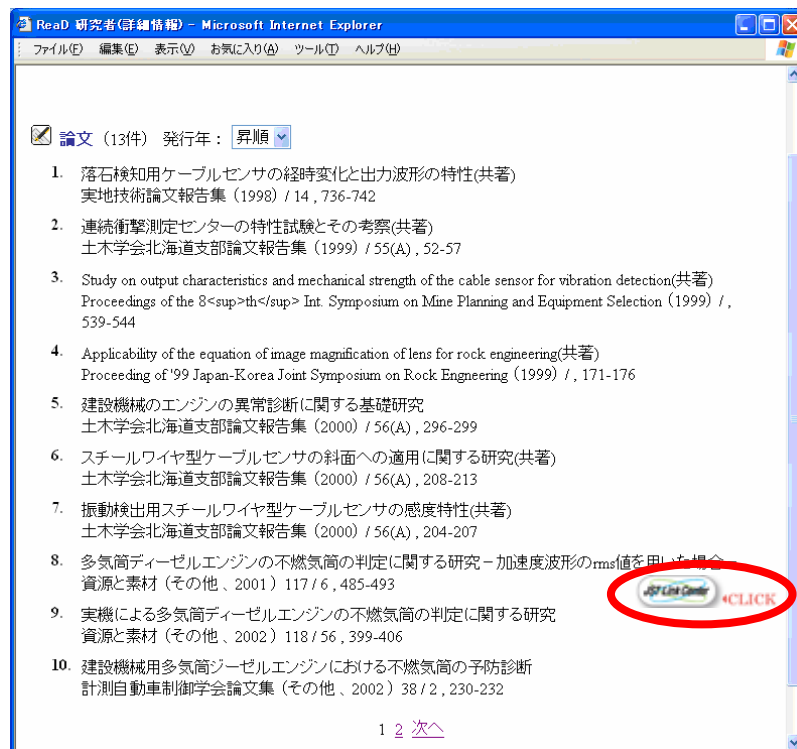 ReaD 研究者(詳細情報) - Microsoft Internet Explorer
ファイル(F) 編集(E) 表示(V) お気に入り(A) ツール(T) ヘルプ(H)
論文 (13件) 発行年： 昇順
1. 落石検知用ケーブルセンサの経時変化と出力波形の特性(共著)
実地技術論文報告集 (1998) / 14 , 736-742
2. 連続衝撃測定センターの特性試験とその考察(共著)
土木学会北海道支部論文報告集 (1999) / 55(A) , 52-57
3. Study on output characteristics and mechanical strength of the cable sensor for vibration detection(共著)
Proceedings of the 8<sup>th</sup> Int. Symposium on Mine Planning and Equipment Selection (1999) / ,
539-544
4. Applicability of the equation of image magnification of lens for rock engineering(共著)
Proceeding of '99 Japan-Korea Joint Symposium on Rock Engneering (1999) / , 171-176
5. 建設機械のエンジンの異常診断に関する基礎研究
土木学会北海道支部論文報告集 (2000) / 56(A) , 296-299
6. スチールワイヤ型ケーブルセンサの斜面への適用に関する研究(共著)
土木学会北海道支部論文報告集 (2000) / 56(A) , 208-213
7. 振動検出用スチールワイヤ型ケーブルセンサの感度特性(共著)
土木学会北海道支部論文報告集 (2000) / 56(A) , 204-207
8. 多気筒ディーゼルエンジンの不燃気筒の判定に関する研究－加速度波形のrms値を用いた場合－
資源と素材 (その他 、2001) 117 / 6 , 485-493
JST Link Center CLICK
9. 実機による多気筒ディーゼルエンジンの不燃気筒の判定に関する研究
資源と素材 (その他 、2002) 118 / 56 , 399-406
10. 建設機械用多気筒ジーゼルエンジンにおける不燃気筒の予防診断
計測自動車制御学会論文集 (その他 、2002) 38 / 2 , 230-232
1 2 次へ